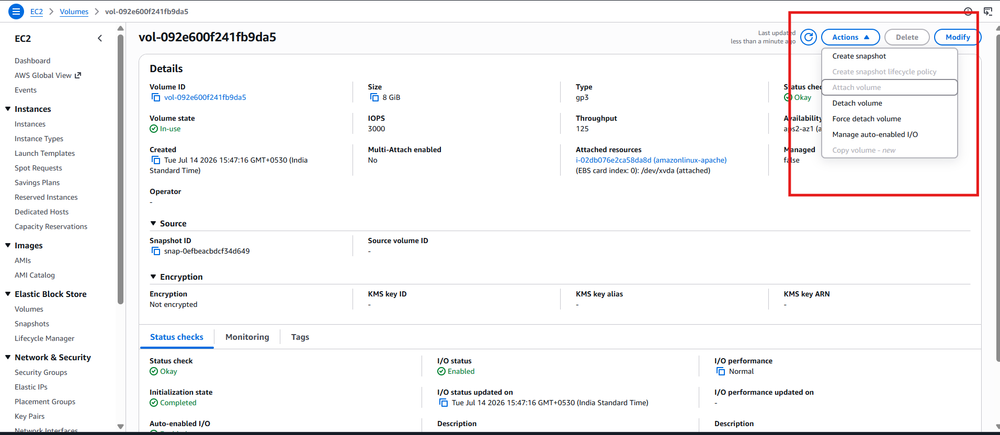 EC2 > Volumes > vol-092e600f241fb9da5
EC2
Dashboard
AWS Global View
Events
Instances
Instances
Instance Types
Launch Templates
Spot Requests
Savings Plans
Reserved Instances
Dedicated Hosts
Capacity Reservations
Images
AMIs
AMI Catalog
Elastic Block Store
Volumes
Snapshots
Lifecycle Manager
Network & Security
Security Groups
Elastic IPs
Placement Groups
Key Pairs
Network Interfaces
vol-092e600f241fb9da5
Last updated
less than a minute ago
Actions
Delete
Modify
Create snapshot
Create snapshot lifecycle policy
Attach volume
Detach volume
Force detach volume
Manage auto-enabled I/O
Copy volume - new
Details
Volume ID
vol-092e600f241fb9da5
Size
8 GiB
Type
gp3
Status chec
Okay
Volume state
In-use
IOPS
3000
Throughput
125
Availability
aps2-az1 (a
Created
Tue Jul 14 2026 15:47:16 GMT+0530 (India
Standard Time)
Multi-Attach enabled
No
Attached resources
i-02db076e2ca58da8d (amazonlinux-apache)
(EBS card index: 0): /dev/xvda (attached)
Managed
false
Operator
-
Source
Snapshot ID
snap-0efbeacbdcf34d649
Source volume ID
-
Encryption
Encryption
Not encrypted
KMS key ID
-
KMS key alias
-
KMS key ARN
-
Status checks
Monitoring
Tags
Status check
Okay
I/O status
Enabled
I/O performance
Normal
Initialization state
Completed
I/O status updated on
Tue Jul 14 2026 15:47:16 GMT+0530 (India Standard Time)
I/O performance updated on
-
Auto-enabled I/O
Description
Description